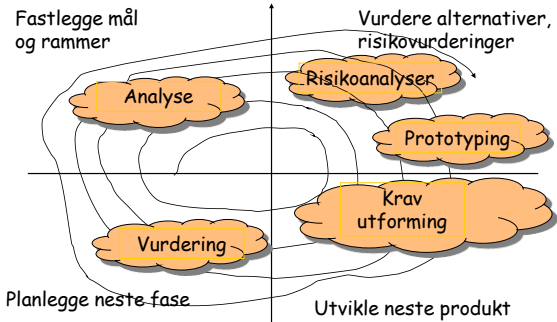 Fastlegge mål
og rammer
Vurdere alternativer,
risikovurderinger
Analyse
Risikoanalyser
Prototyping
Krav
utforming
Vurdering
Planlegge neste fase
Utvikle neste produkt